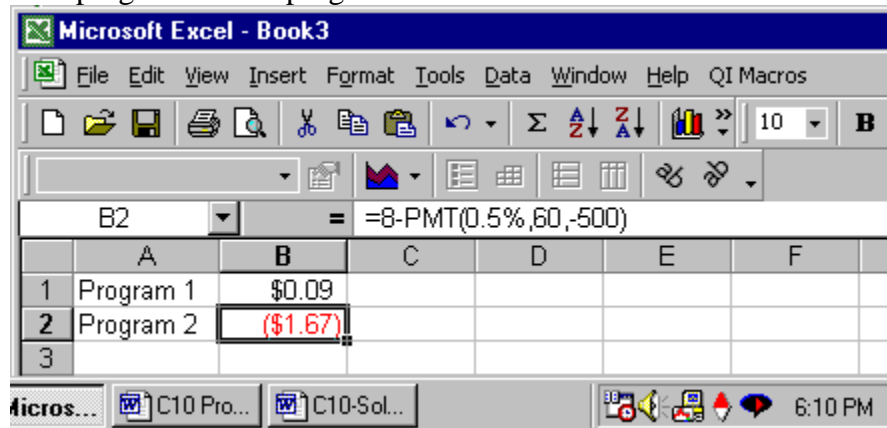 Microsoft Excel - Book3
File Edit View Insert Format Tools Data Window Help QI Macros
Σ A Z Z A » 10 B
B2 = =8-PMT(0.5%,60,-500)
A B C D E F
1 Program 1 $0.09
2 Program 2 ($1.67)
3
Micros... C10 Pro... C10-Sol... 6:10 PM